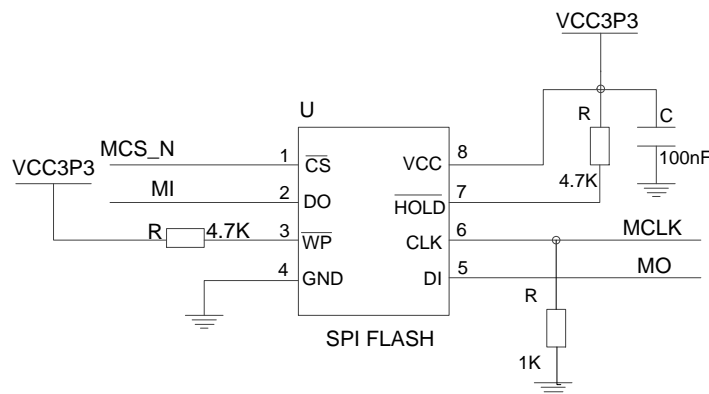 VCC3P3
U
R
C
MCS_N
1
CS
VCC
8
100nF
VCC3P3
4.7K
MI
2
DO
HOLD
7
R
4.7K
3
WP
CLK
6
MCLK
4
GND
DI
5
MO
R
SPI FLASH
1K